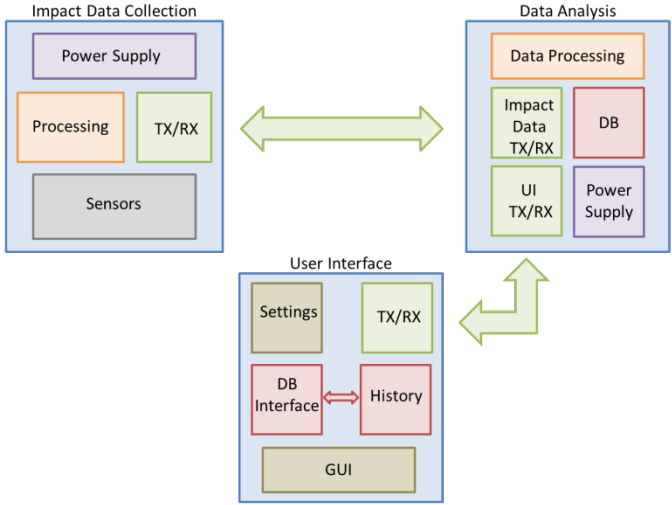 Impact Data Collection
Power Supply
Processing
TX/RX
Sensors
Data Analysis
Data Processing
Impact
Data
TX/RX
DB
UI
TX/RX
Power
Supply
User Interface
Settings
TX/RX
DB
Interface
History
GUI